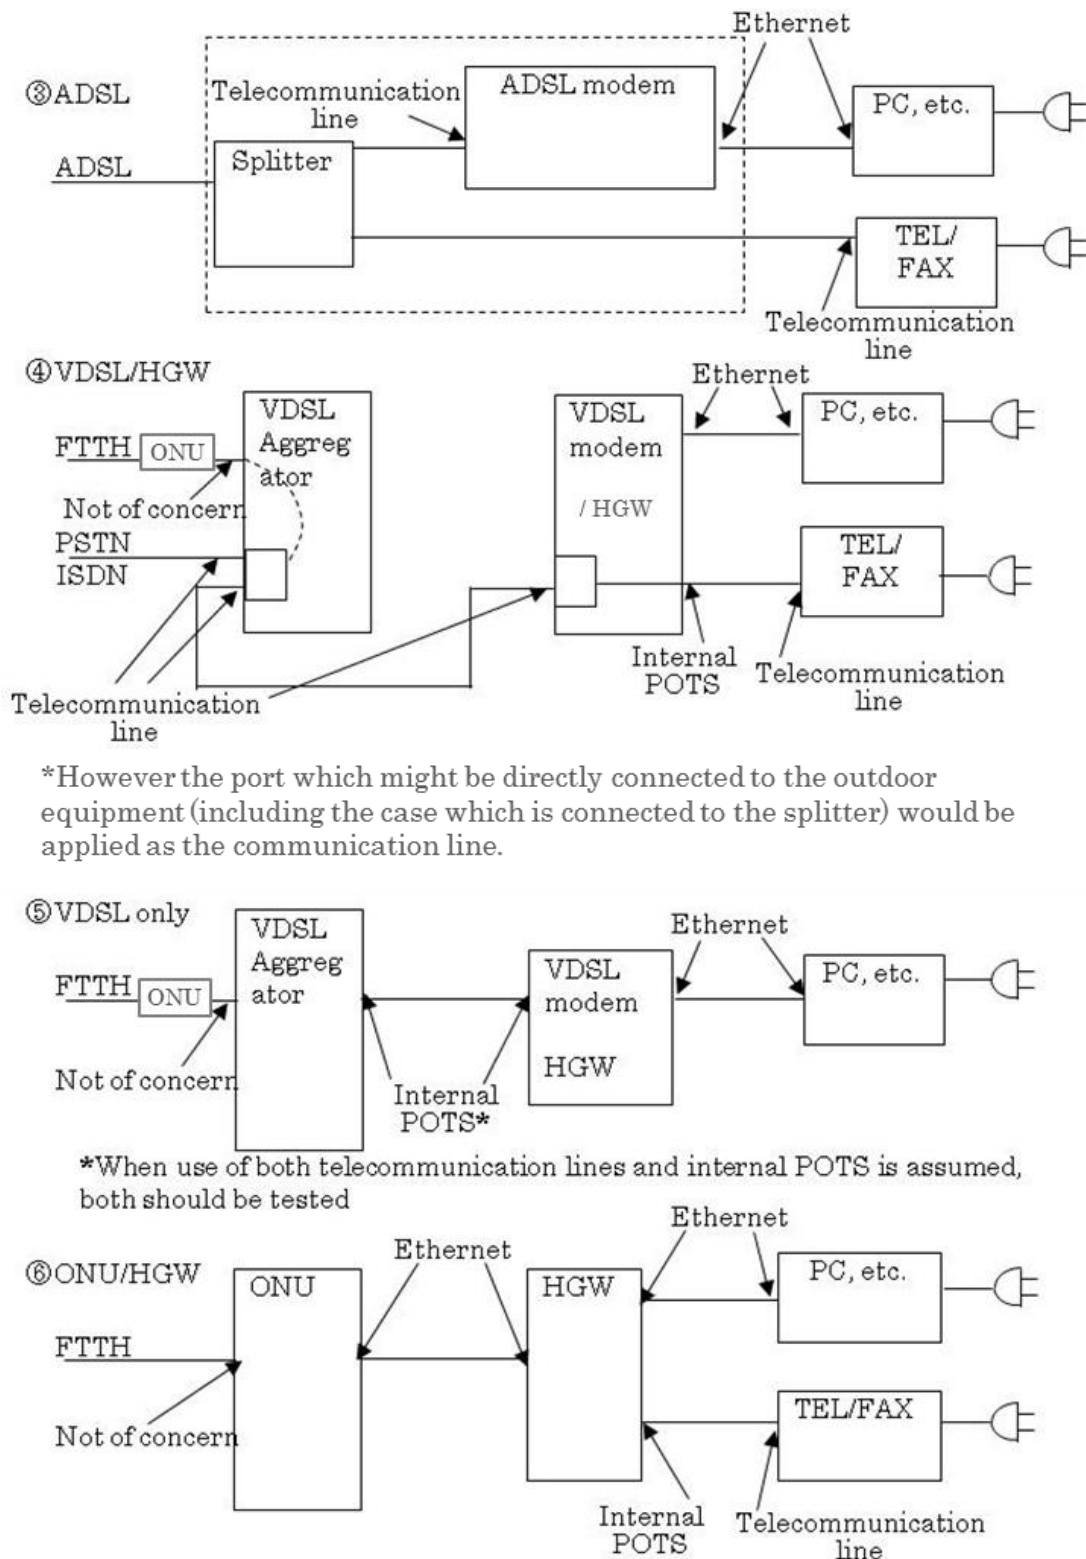 Ethernet
③ADSL
Telecommunication
line
ADSL modem
PC, etc.
ADSL
Splitter
TEL/
FAX
Telecommunication
line
④VDSL/HGW
Ethernet
VDSL
Aggreg
ator
VDSL
modem
/ HGW
PC, etc.
FTTH
ONU
Not of concern
PSTN
ISDN
TEL/
FAX
Internal
POTS
Telecommunication
line
Telecommunication
line
*However the port which might be directly connected to the outdoor
equipment (including the case which is connected to the splitter) would be
applied as the communication line.
⑤VDSL only
VDSL
Aggreg
ator
Ethernet
VDSL
modem
HGW
PC, etc.
FTTH
ONU
Not of concern
Internal
POTS*
*When use of both telecommunication lines and internal POTS is assumed,
both should be tested
Ethernet
⑥ONU/HGW
Ethernet
ONU
HGW
PC, etc.
FTTH
Not of concern
TEL/FAX
Internal
POTS
Telecommunication
line